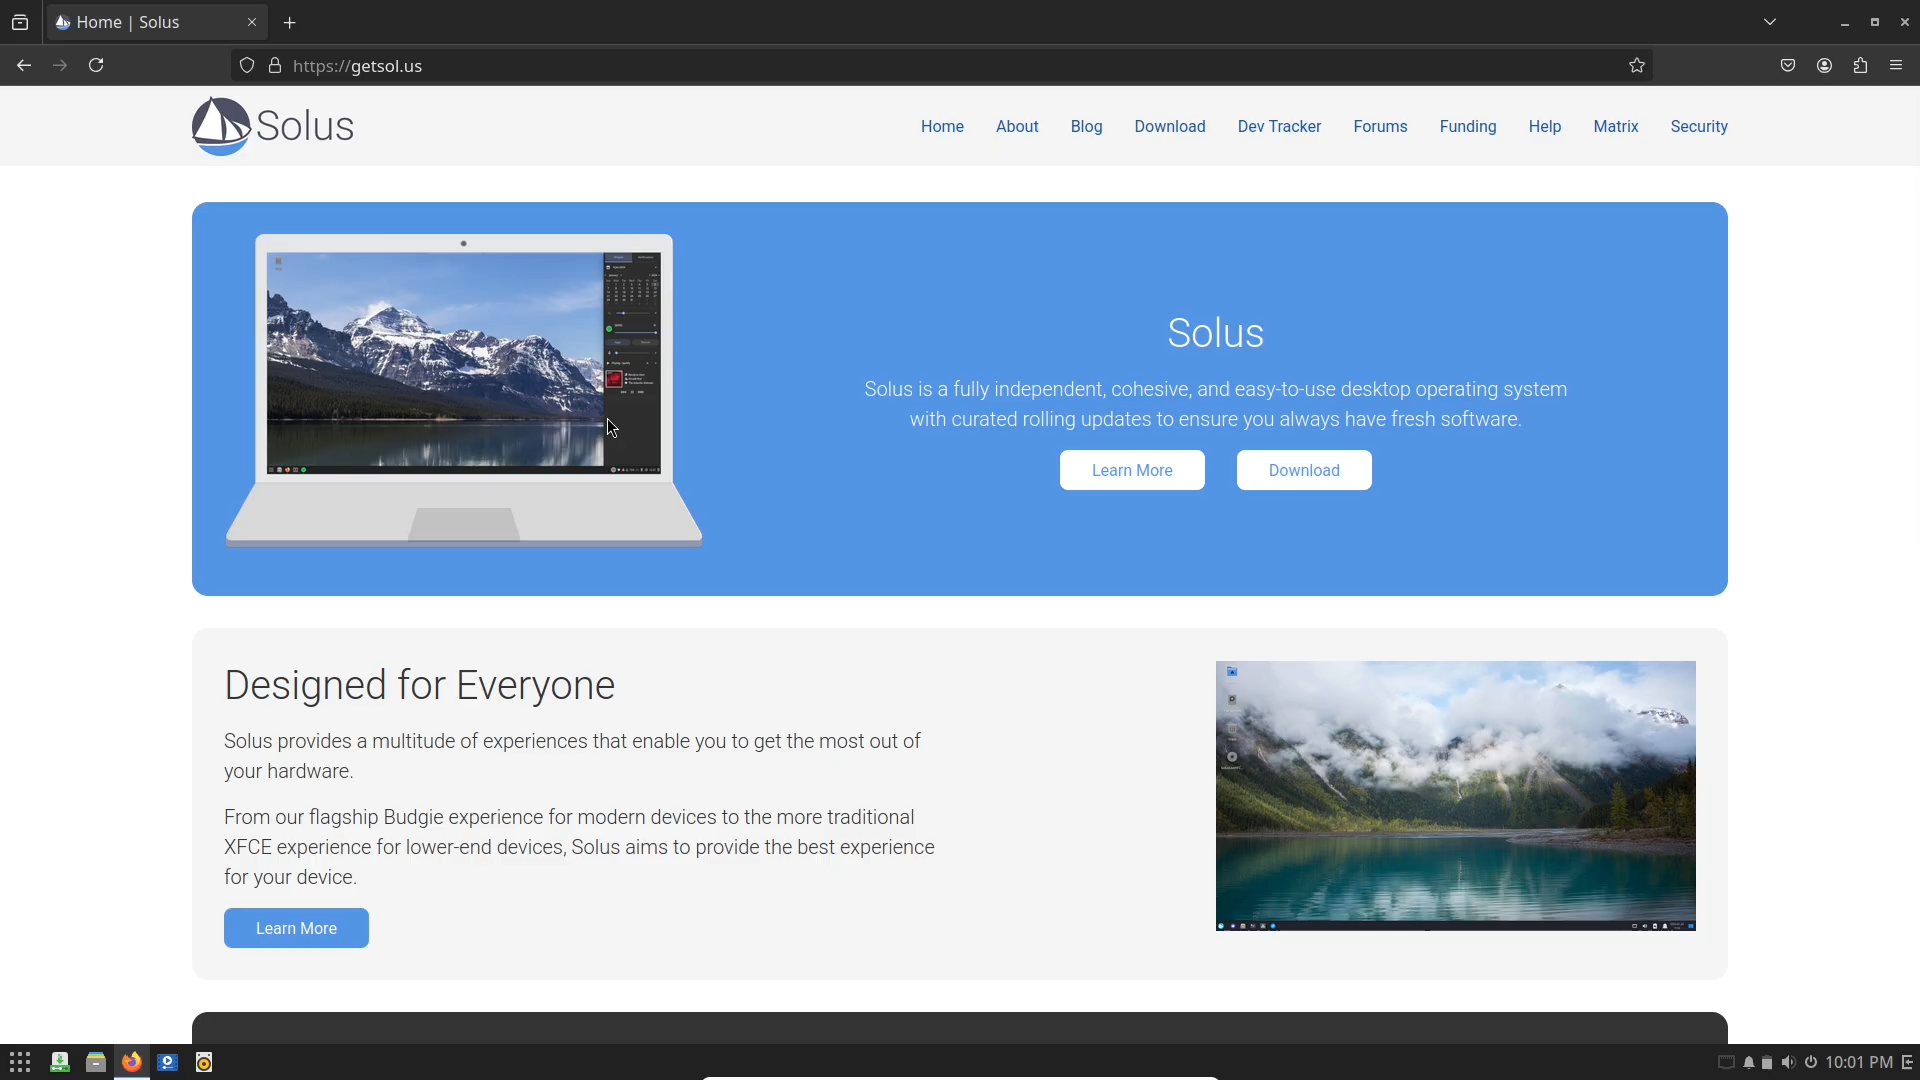 Home | Solus
https://getsol.us
Solus
Home About Blog Download Dev Tracker Forums Funding Help Matrix Security
Solus
Solus is a fully independent, cohesive, and easy-to-use desktop operating system
with curated rolling updates to ensure you always have fresh software.
Learn More Download
Designed for Everyone
Solus provides a multitude of experiences that enable you to get the most out of
your hardware.
From our flagship Budgie experience for modern devices to the more traditional
XFCE experience for lower-end devices, Solus aims to provide the best experience
for your device.
Learn More
10:01 PM